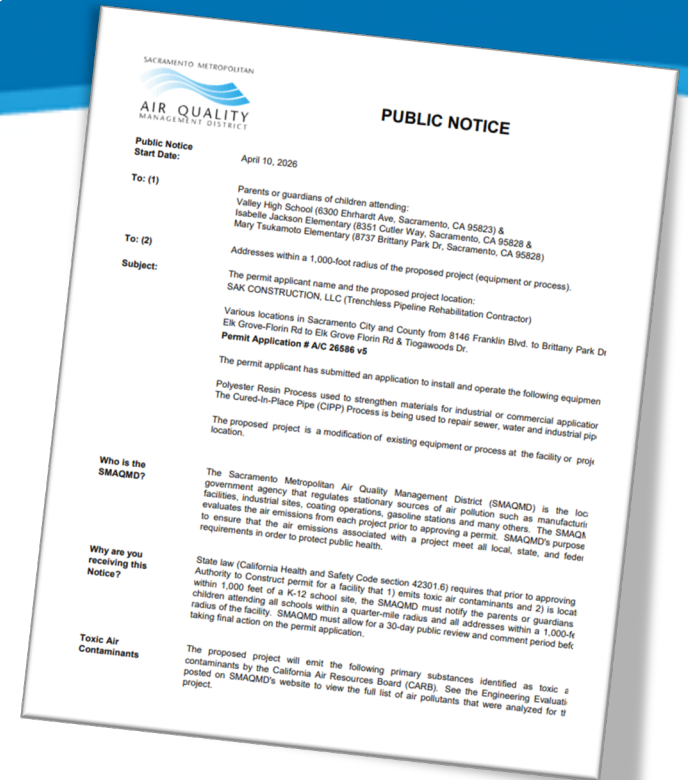 SACRAMENTO METROPOLITAN
AIR QUALITY
MANAGEMENT DISTRICT
PUBLIC NOTICE
Public Notice
Start Date:
April 10, 2026
To: (1)
Parents or guardians of children attending:
Valley High School (6300 Ehrhardt Ave, Sacramento, CA 95823) &
Isabelle Jackson Elementary (8351 Cutler Way, Sacramento, CA 95828 &
Mary Tsukamoto Elementary (8737 Brittany Park Dr, Sacramento, CA 95828)
To: (2)
Addresses within a 1,000-foot radius of the proposed project (equipment or process).
Subject:
The permit applicant name and the proposed project location:
SAK CONSTRUCTION, LLC (Trenchless Pipeline Rehabilitation Contractor)
Various locations in Sacramento City and County from 8146 Franklin Blvd. to Brittany Park Dr
Elk Grove-Florin Rd to Elk Grove Florin Rd & Tiogawoods Dr.
Permit Application # A/C 26586 v5
The permit applicant has submitted an application to install and operate the following equipmen
Polyester Resin Process used to strengthen materials for industrial or commercial application
The Cured-In-Place Pipe (CIPP) Process is being used to repair sewer, water and industrial pip
The proposed project is a modification of existing equipment or process at the facility or proje
location.
Who is the
SMAQMD?
The Sacramento Metropolitan Air Quality Management District (SMAQMD) is the loc
government agency that regulates stationary sources of air pollution such as manufacturi
facilities, industrial sites, coating operations, gasoline stations and many others. The SMAQM
evaluates the air emissions from each project prior to approving a permit. SMAQMD's purpose
to ensure that the air emissions associated with a project meet all local, state, and feder
requirements in order to protect public health.
Why are you
receiving this
Notice?
State law (California Health and Safety Code section 42301.6) requires that prior to approving
Authority to Construct permit for a facility that 1) emits toxic air contaminants and 2) is locat
within 1,000 feet of a K-12 school site, the SMAQMD must notify the parents or guardians
children attending all schools within a quarter-mile radius and all addresses within a 1,000-fe
radius of the facility. SMAQMD must allow for a 30-day public review and comment period befo
taking final action on the permit application.
Toxic Air
Contaminants
The proposed project will emit the following primary substances identified as toxic a
contaminants by the California Air Resources Board (CARB). See the Engineering Evaluati
posted on SMAQMD's website to view the full list of air pollutants that were analyzed for th
project.